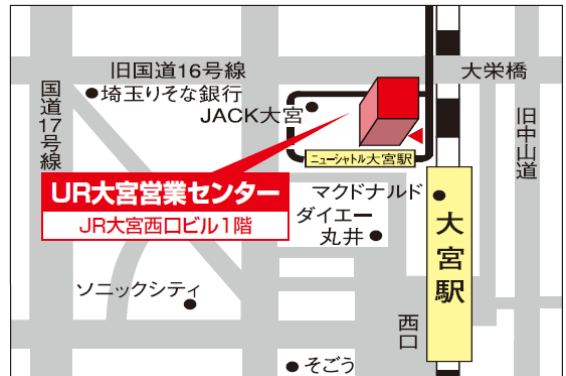 旧国道16号線
大栄橋
国道17号線
埼玉りそな銀行
JACK大宮
旧中山道
ニューシャトル大宮駅
UR大宮営業センター
JR大宮西口ビル1階
マクドナルド
ダイエー
丸井
大宮駅
ソニックシティ
西口
そごう